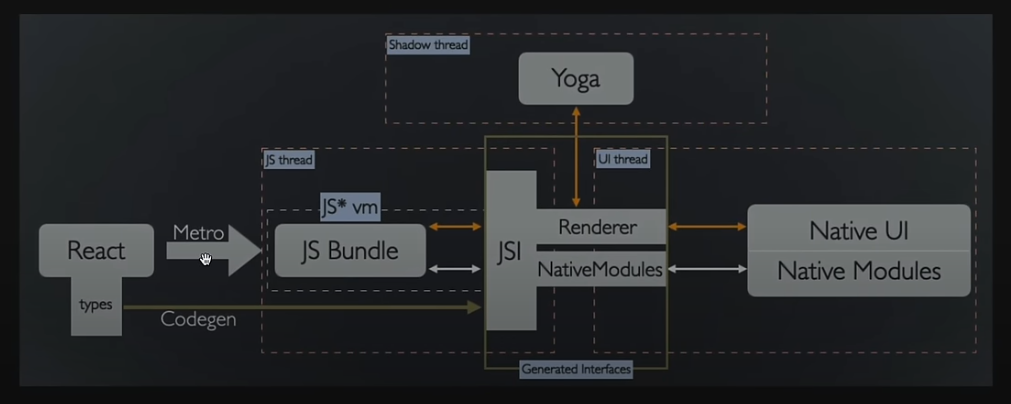 Shadow thread
Yoga
JS thread
UI thread
JS* vm
Metro
React
JS Bundle
JSI
Renderer
NativeModules
Native UI
Native Modules
types
Codegen
Generated Interfaces